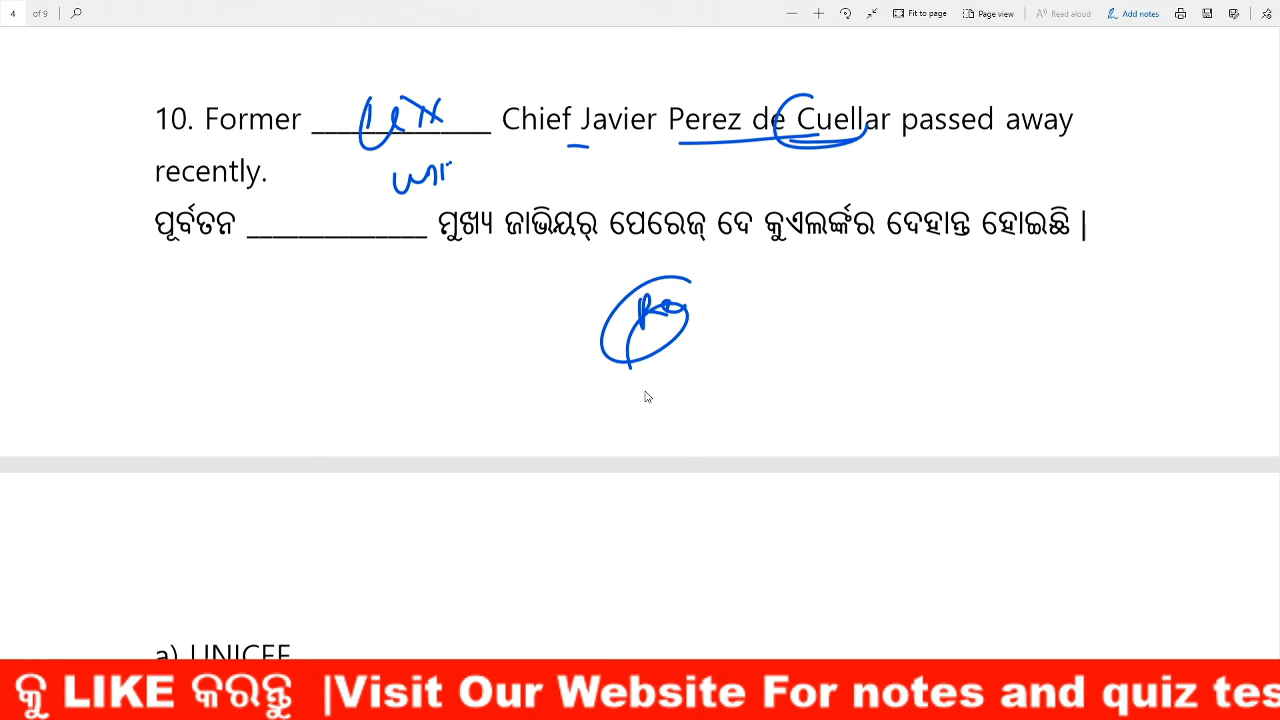 4 of 9 Fit to page Page view Read aloud Add notes
10. Former ______________ Chief Javier Perez de Cuellar passed away
recently.
ପୂର୍ବତନ ______________ ମୁଖ୍ୟ ଜାଭିୟର୍ ପେରେଜ୍ ଦେ କୁଏଲର୍ଙ୍କର ଦେହାନ୍ତ ହୋଇଛି |
a) UNICEF
କୁ LIKE କରନ୍ତୁ |Visit Our Website For notes and quiz tes